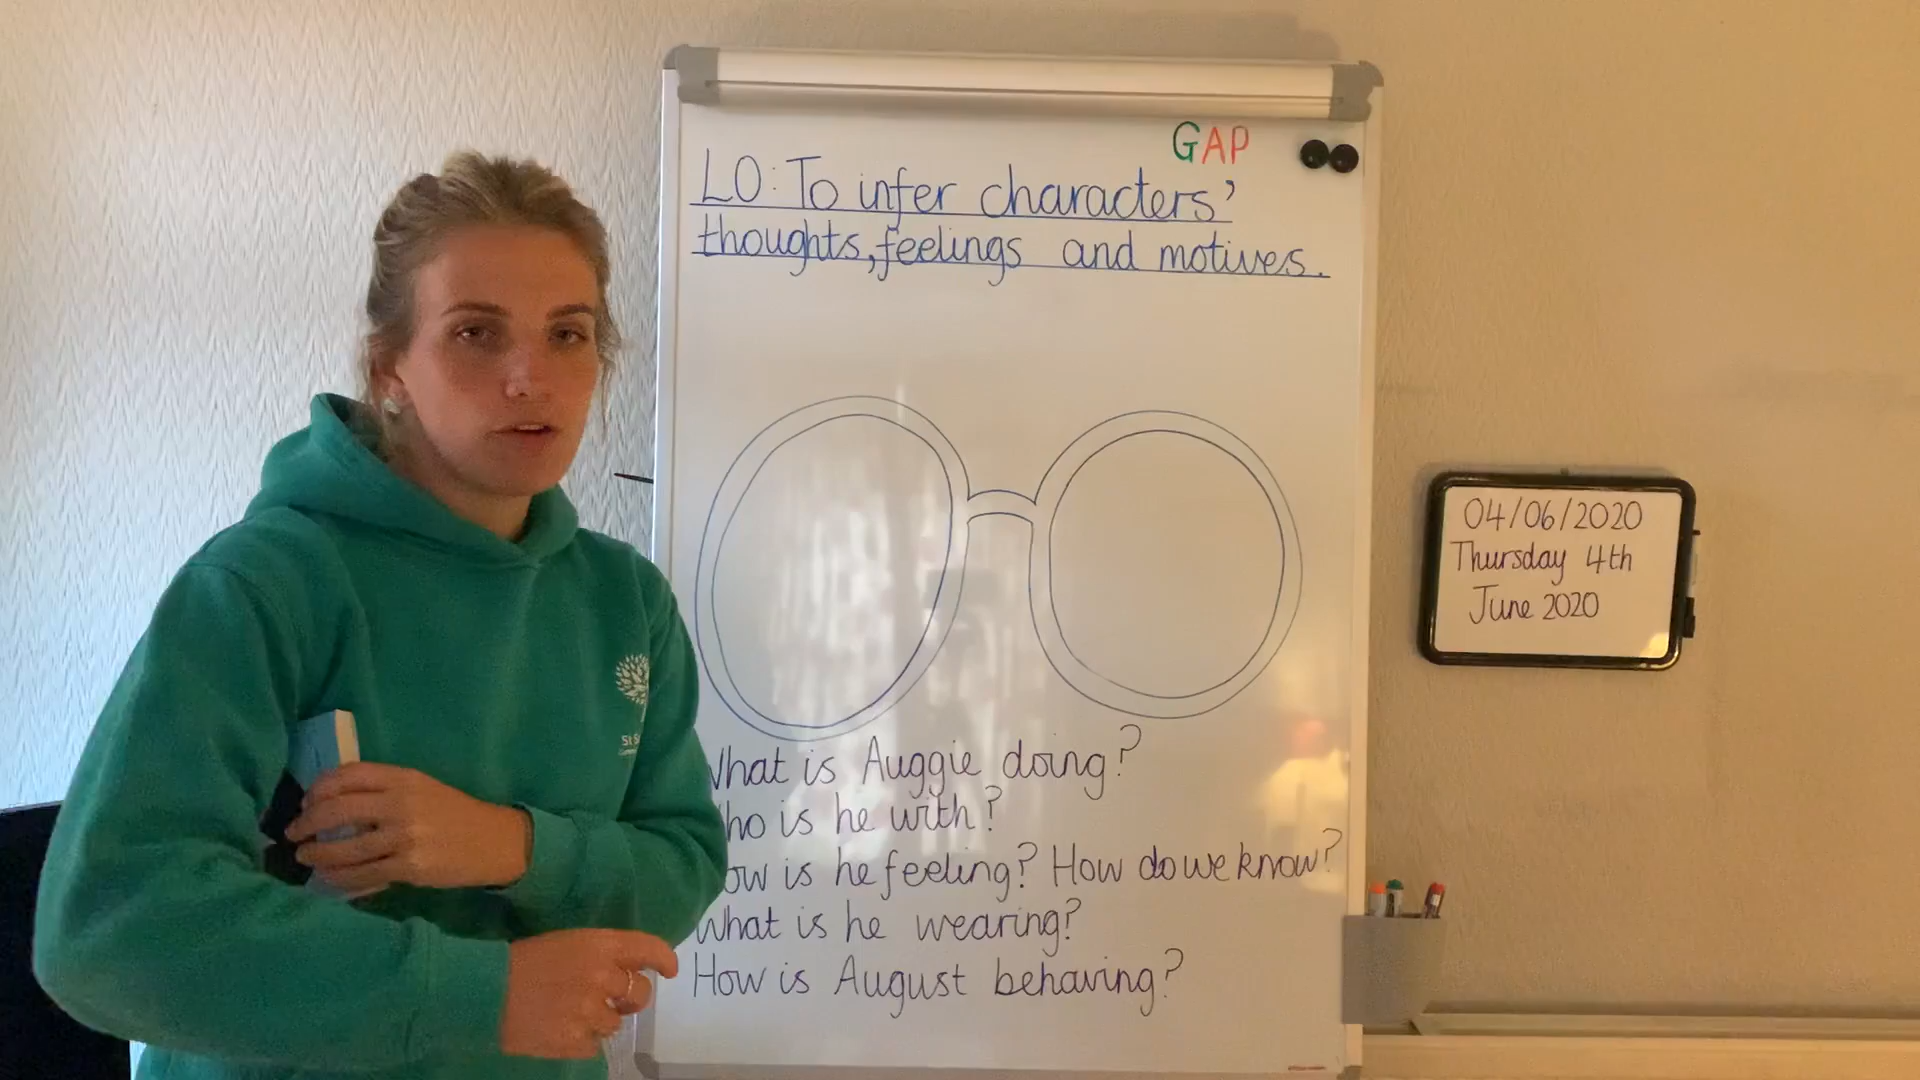 GAP
LO: To infer characters'
thoughts, feelings and motives.
What is Auggie doing?
Who is he with?
How is he feeling? How do we know?
What is he wearing?
How is August behaving?
04/06/2020
Thursday 4th
June 2020